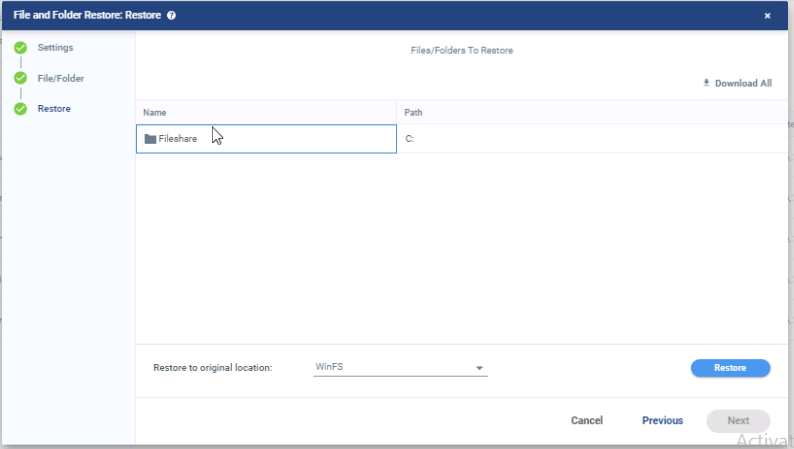 File and Folder Restore: Restore ?
×
Settings
File/Folder
Restore
Files/Folders To Restore
Download All
Name Path
Fileshare C:
Restore to original location: WinFS Restore
Cancel Previous Next
Activat